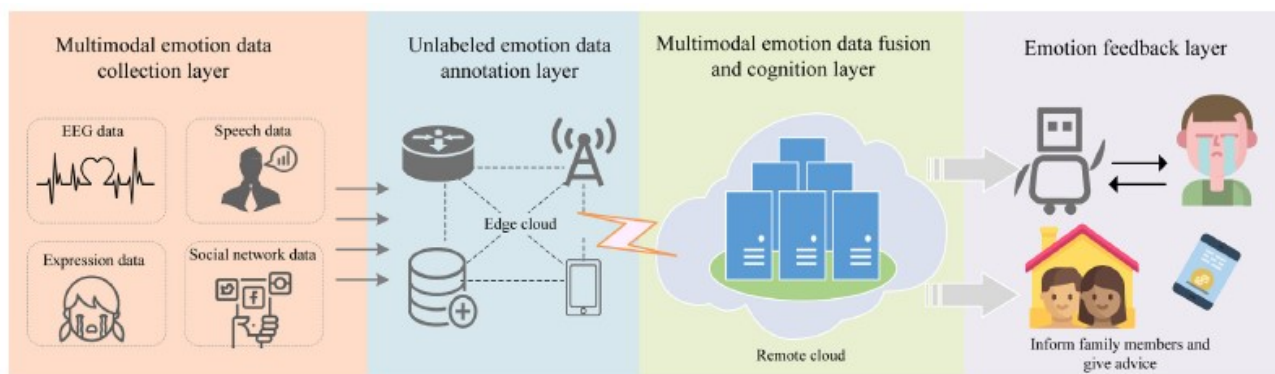 Multimodal emotion data
collection layer
EEG data
Speech data
Expression data
Social network data
Unlabeled emotion data
annotation layer
Edge cloud
Multimodal emotion data fusion
and cognition layer
Remote cloud
Emotion feedback layer
Inform family members and
give advice